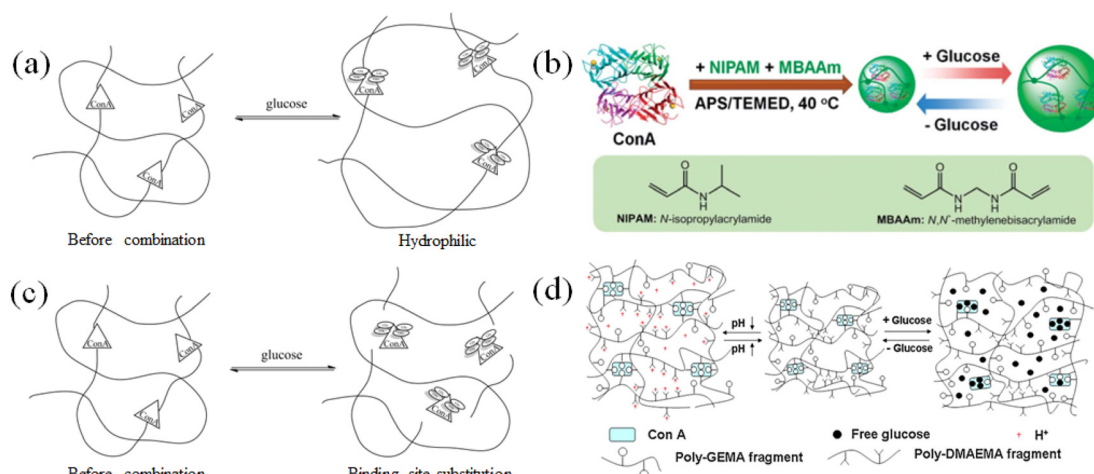 (a)
ConA
ConA
ConA
Before combination
glucose
ConA
ConA
ConA
Hydrophilic
(b)
ConA
+ NIPAM + MBAAm
APS/TEMED, 40 °C
+ Glucose
- Glucose
NIPAM: N-isopropylacrylamide
MBAAm: N,N'-methylenebisacrylamide
O
N
H
O
N
H
N
H
O
(c)
ConA
ConA
ConA
Before combination
glucose
ConA
ConA
ConA
Binding site substitution
(d)
pH ↓
pH ↑
+ Glucose
- Glucose
Con A
Free glucose
H⁺
Poly-GEMA fragment
Poly-DMAEMA fragment